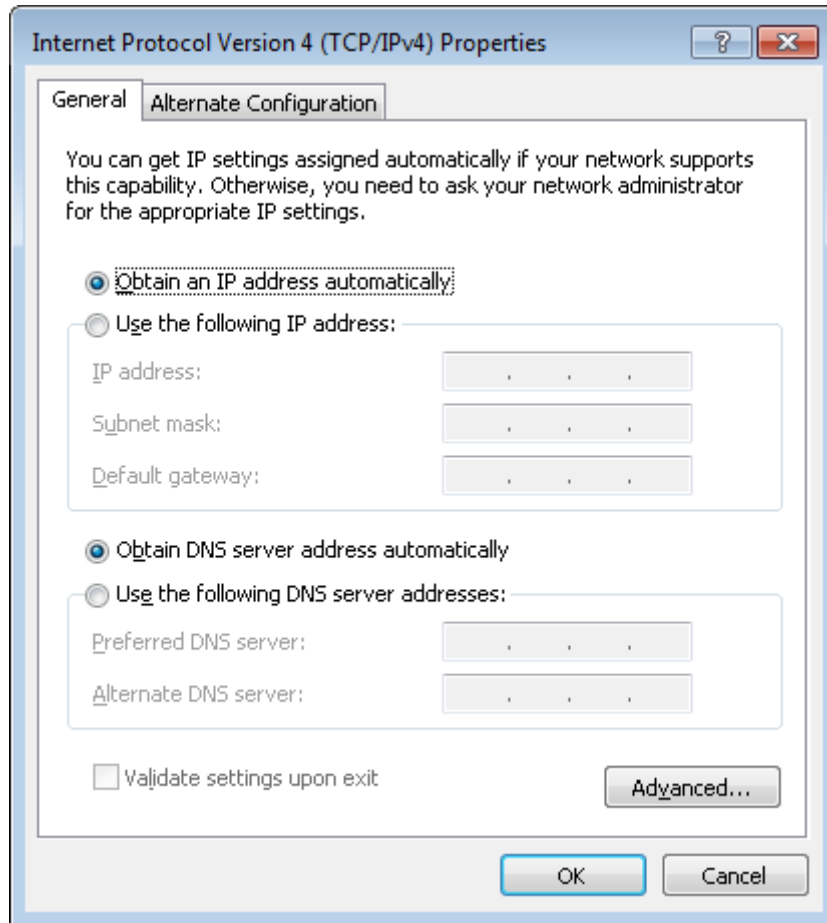 Internet Protocol Version 4 (TCP/IPv4) Properties
General
Alternate Configuration
You can get IP settings assigned automatically if your network supports
this capability. Otherwise, you need to ask your network administrator
for the appropriate IP settings.
Obtain an IP address automatically
Use the following IP address:
IP address:
Subnet mask:
Default gateway:
Obtain DNS server address automatically
Use the following DNS server addresses:
Preferred DNS server:
Alternate DNS server:
Validate settings upon exit
Advanced...
OK
Cancel